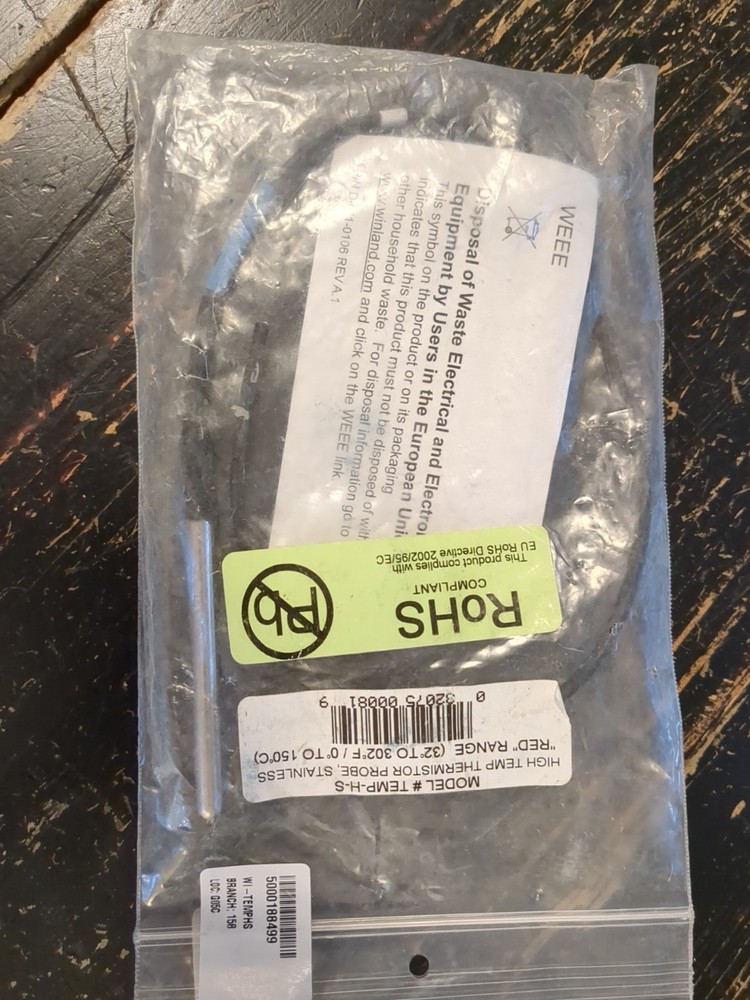 WEEE
Disposal of Waste Electrical and Electro
Equipment by Users in the European Uni
This symbol on the product or on its packaging
indicates that this product must not be disposed of with
other household waste. For disposal information go to
www.winland.com and click on the WEEE link
1-0106 REV A.1
RoHS
COMPLIANT
This product complies with
EU RoHS Directive 2002/95/EC
Pb
MODEL # TEMP-H-S
HIGH TEMP THERMISTOR PROBE, STAINLESS
"RED" RANGE (32°F TO 302°F / 0° TO 150°C)
0 32075 00081 9
5000188499
WI-TEMPHS
BRANCH: 158
LOC: G05C